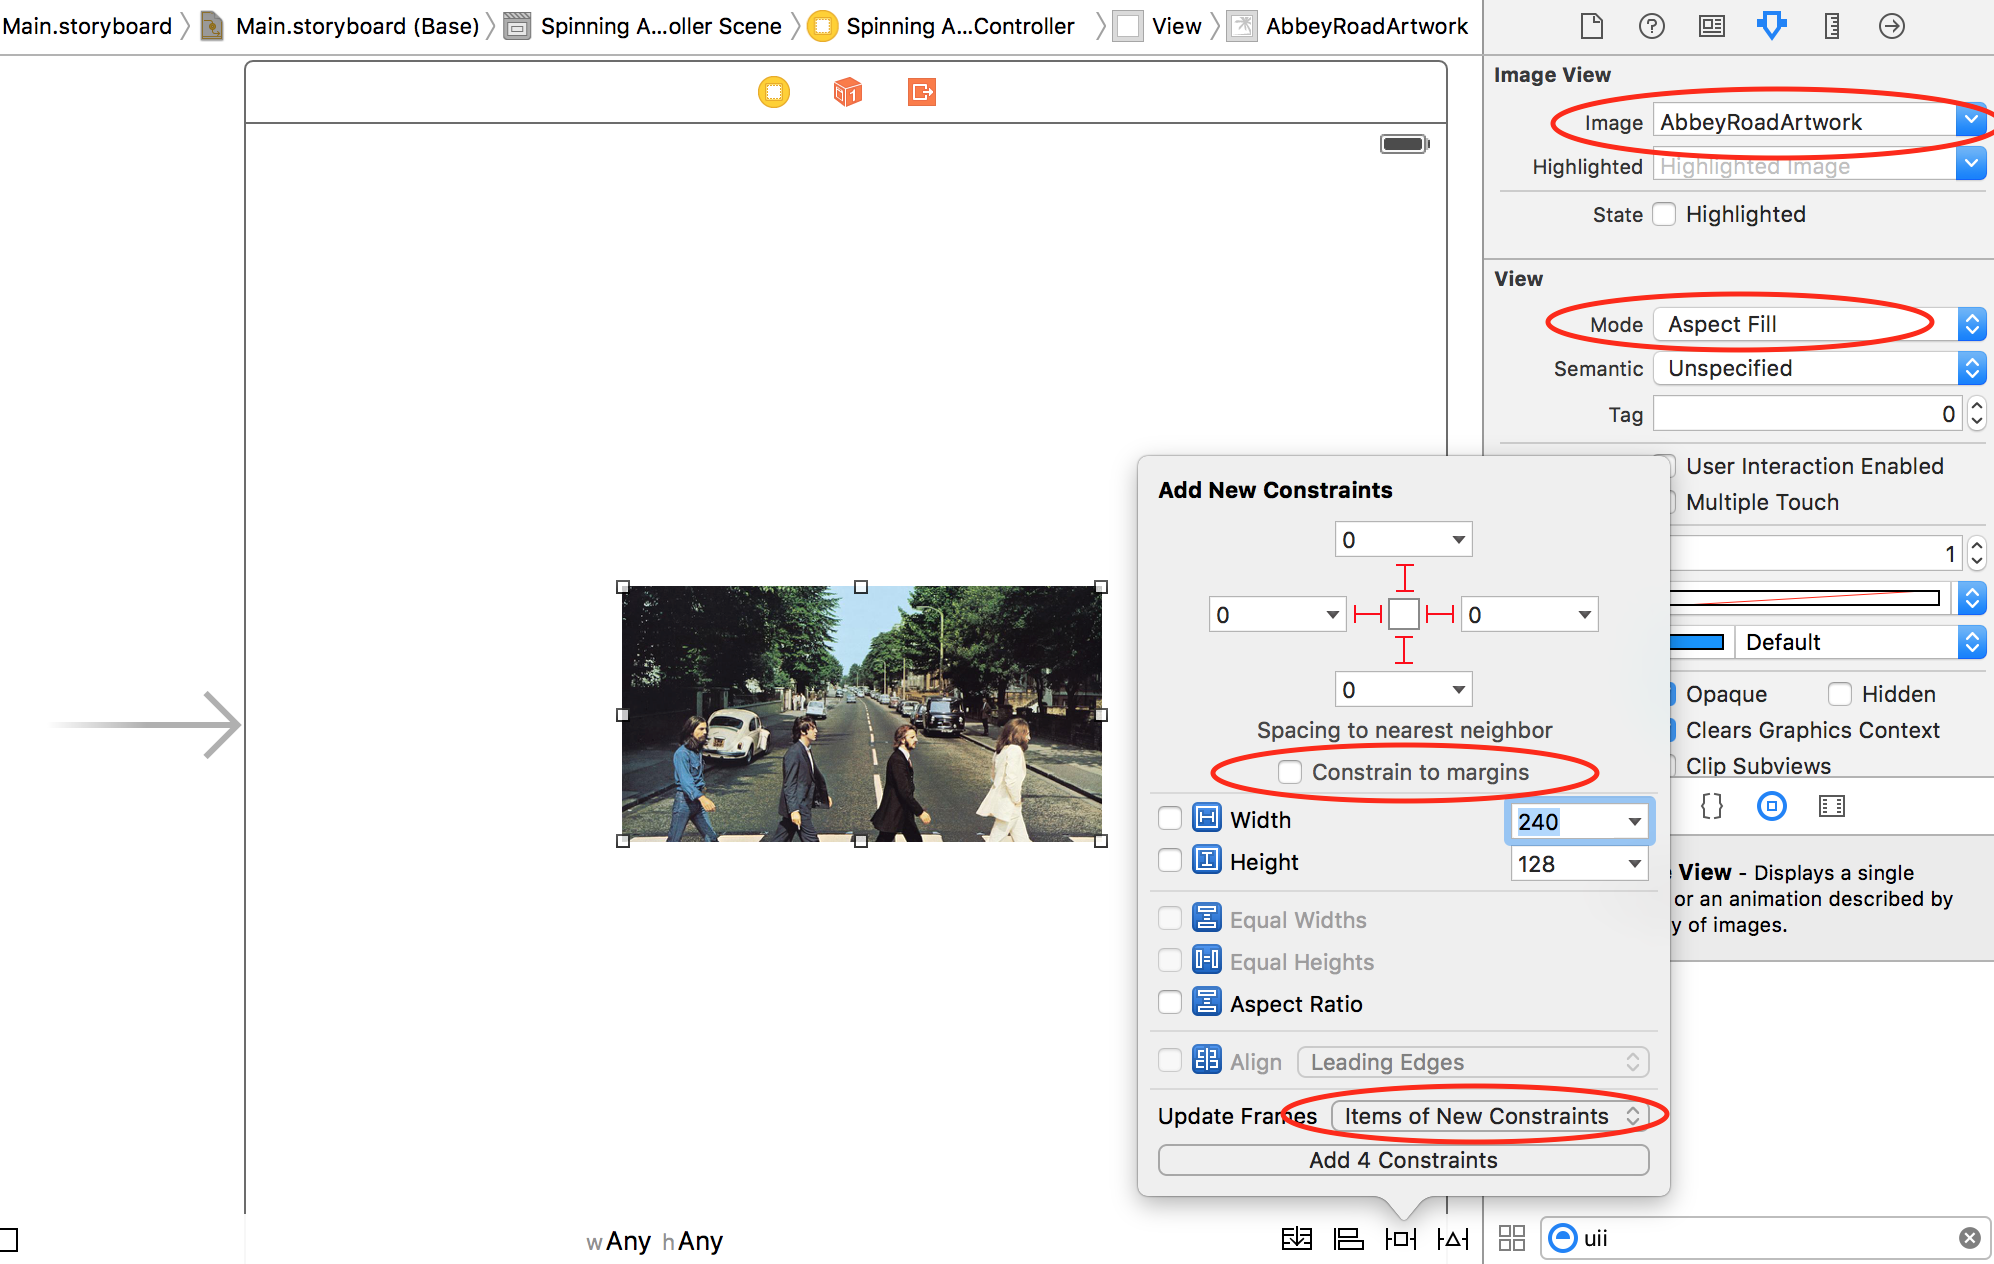 Main.storyboard
Main.storyboard (Base)
Spinning A...oller Scene
Spinning A...Controller
View
AbbeyRoadArtwork
Image View
Image AbbeyRoadArtwork
Highlighted Highlighted Image
State Highlighted
View
Mode Aspect Fill
Semantic Unspecified
Tag 0
User Interaction Enabled
Multiple Touch
1
Default
Opaque Hidden
Clears Graphics Context
Clip Subviews
View - Displays a single
or an animation described by
y of images.
Add New Constraints
0
0 0
0
Spacing to nearest neighbor
Constrain to margins
Width 240
Height 128
Equal Widths
Equal Heights
Aspect Ratio
Align Leading Edges
Update Frames Items of New Constraints
Add 4 Constraints
wAny hAny
uii